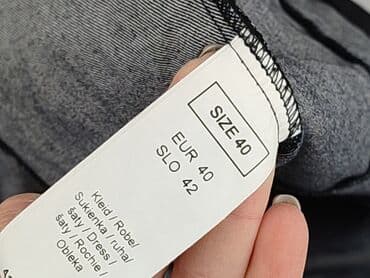 SIZE 40
EUR 40
SLO 42
Kleid / Robe/
Sukienka / ruha/
šaty / Dress /
šaty / Rochie /
Obleka